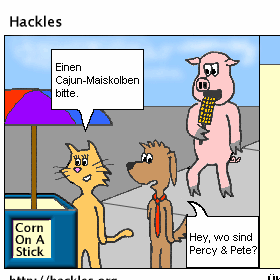 Hackles
Einen
Cajun-Maiskolben
bitte.
Corn
On A
Stick
Hey, wo sind
Percy & Pete?
http://hackles.org